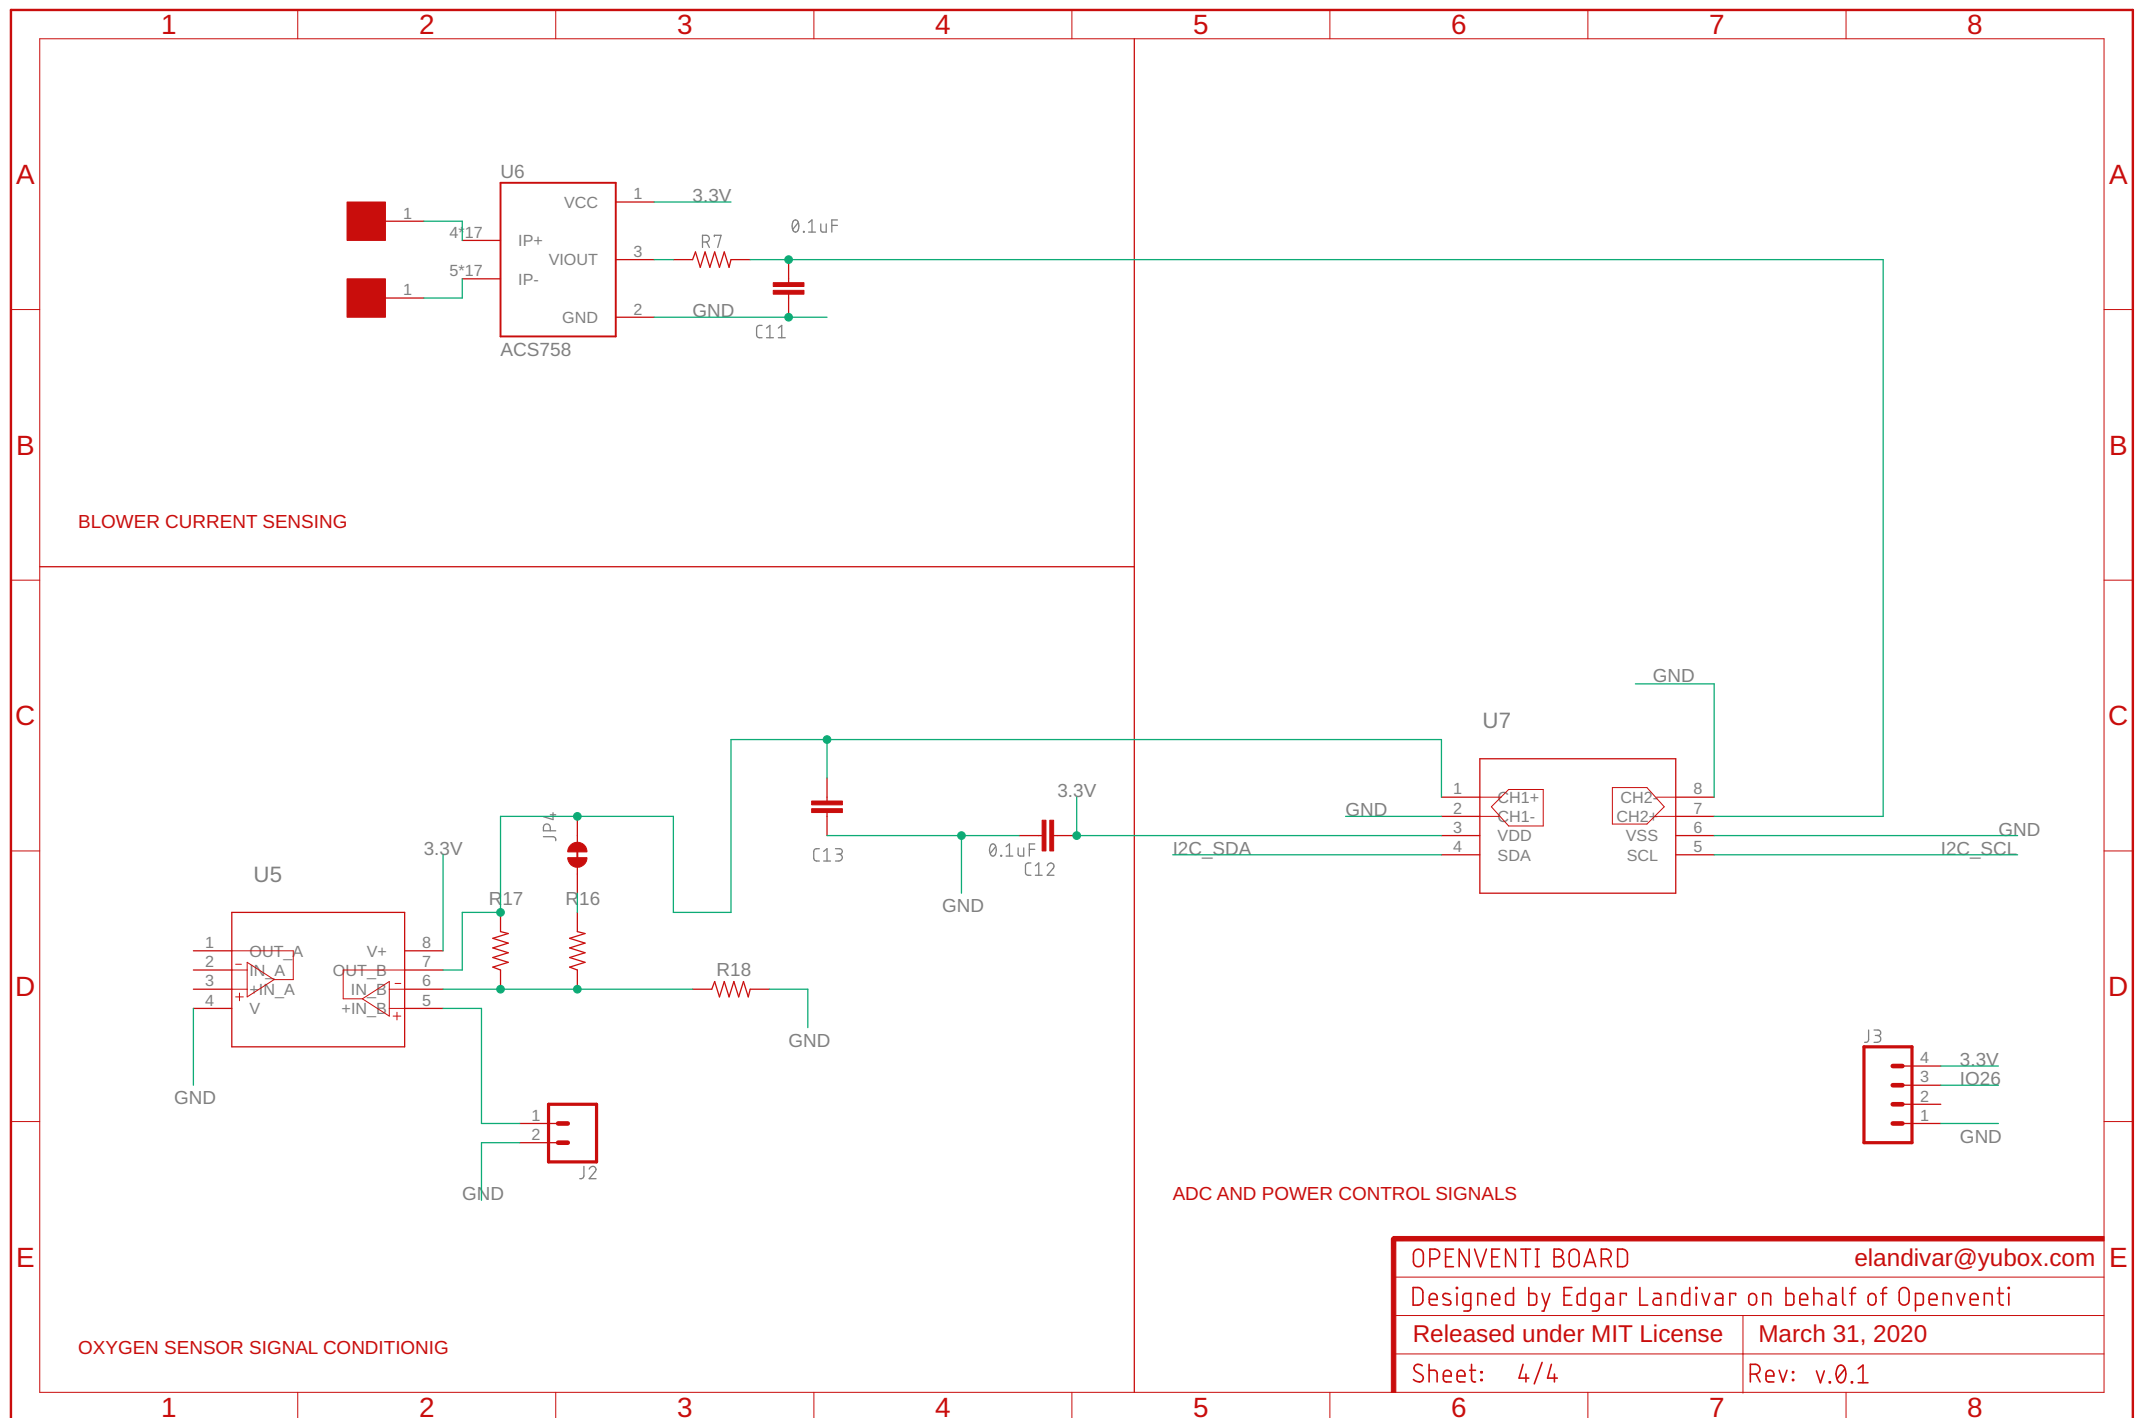 1 2 3 4 5 6 7 8
A A
U6
VCC 1 3.3V
1
4*17 IP+
0.1uF
R7
VIOUT 3
5*17 IP-
1
GND 2 GND
C11
ACS758
B B
BLOWER CURRENT SENSING
C C
GND
U7
3.3V
1 CH1+ CH2- 8
GND 2 CH1- CH2+ 7
3 VDD VSS 6 GND
I2C_SDA 4 SDA SCL 5 I2C_SCL
JP4
C13
0.1uF
C12
GND
3.3V
U5
R17 R16
1 OUT_A V+ 8
2 - IN_A OUT_B 7
3 + +IN_A IN_B - 6
4 V +IN_B + 5
R18
GND
GND
D D
J3
4 3.3V
3 IO26
2
1 GND
1
2
J2
GND
ADC AND POWER CONTROL SIGNALS
E E
OPENVENTI BOARD elandivar@yubox.com
Designed by Edgar Landivar on behalf of Openventi
Released under MIT License March 31, 2020
Sheet: 4/4 Rev: v.0.1
OXYGEN SENSOR SIGNAL CONDITIONIG
1 2 3 4 5 6 7 8